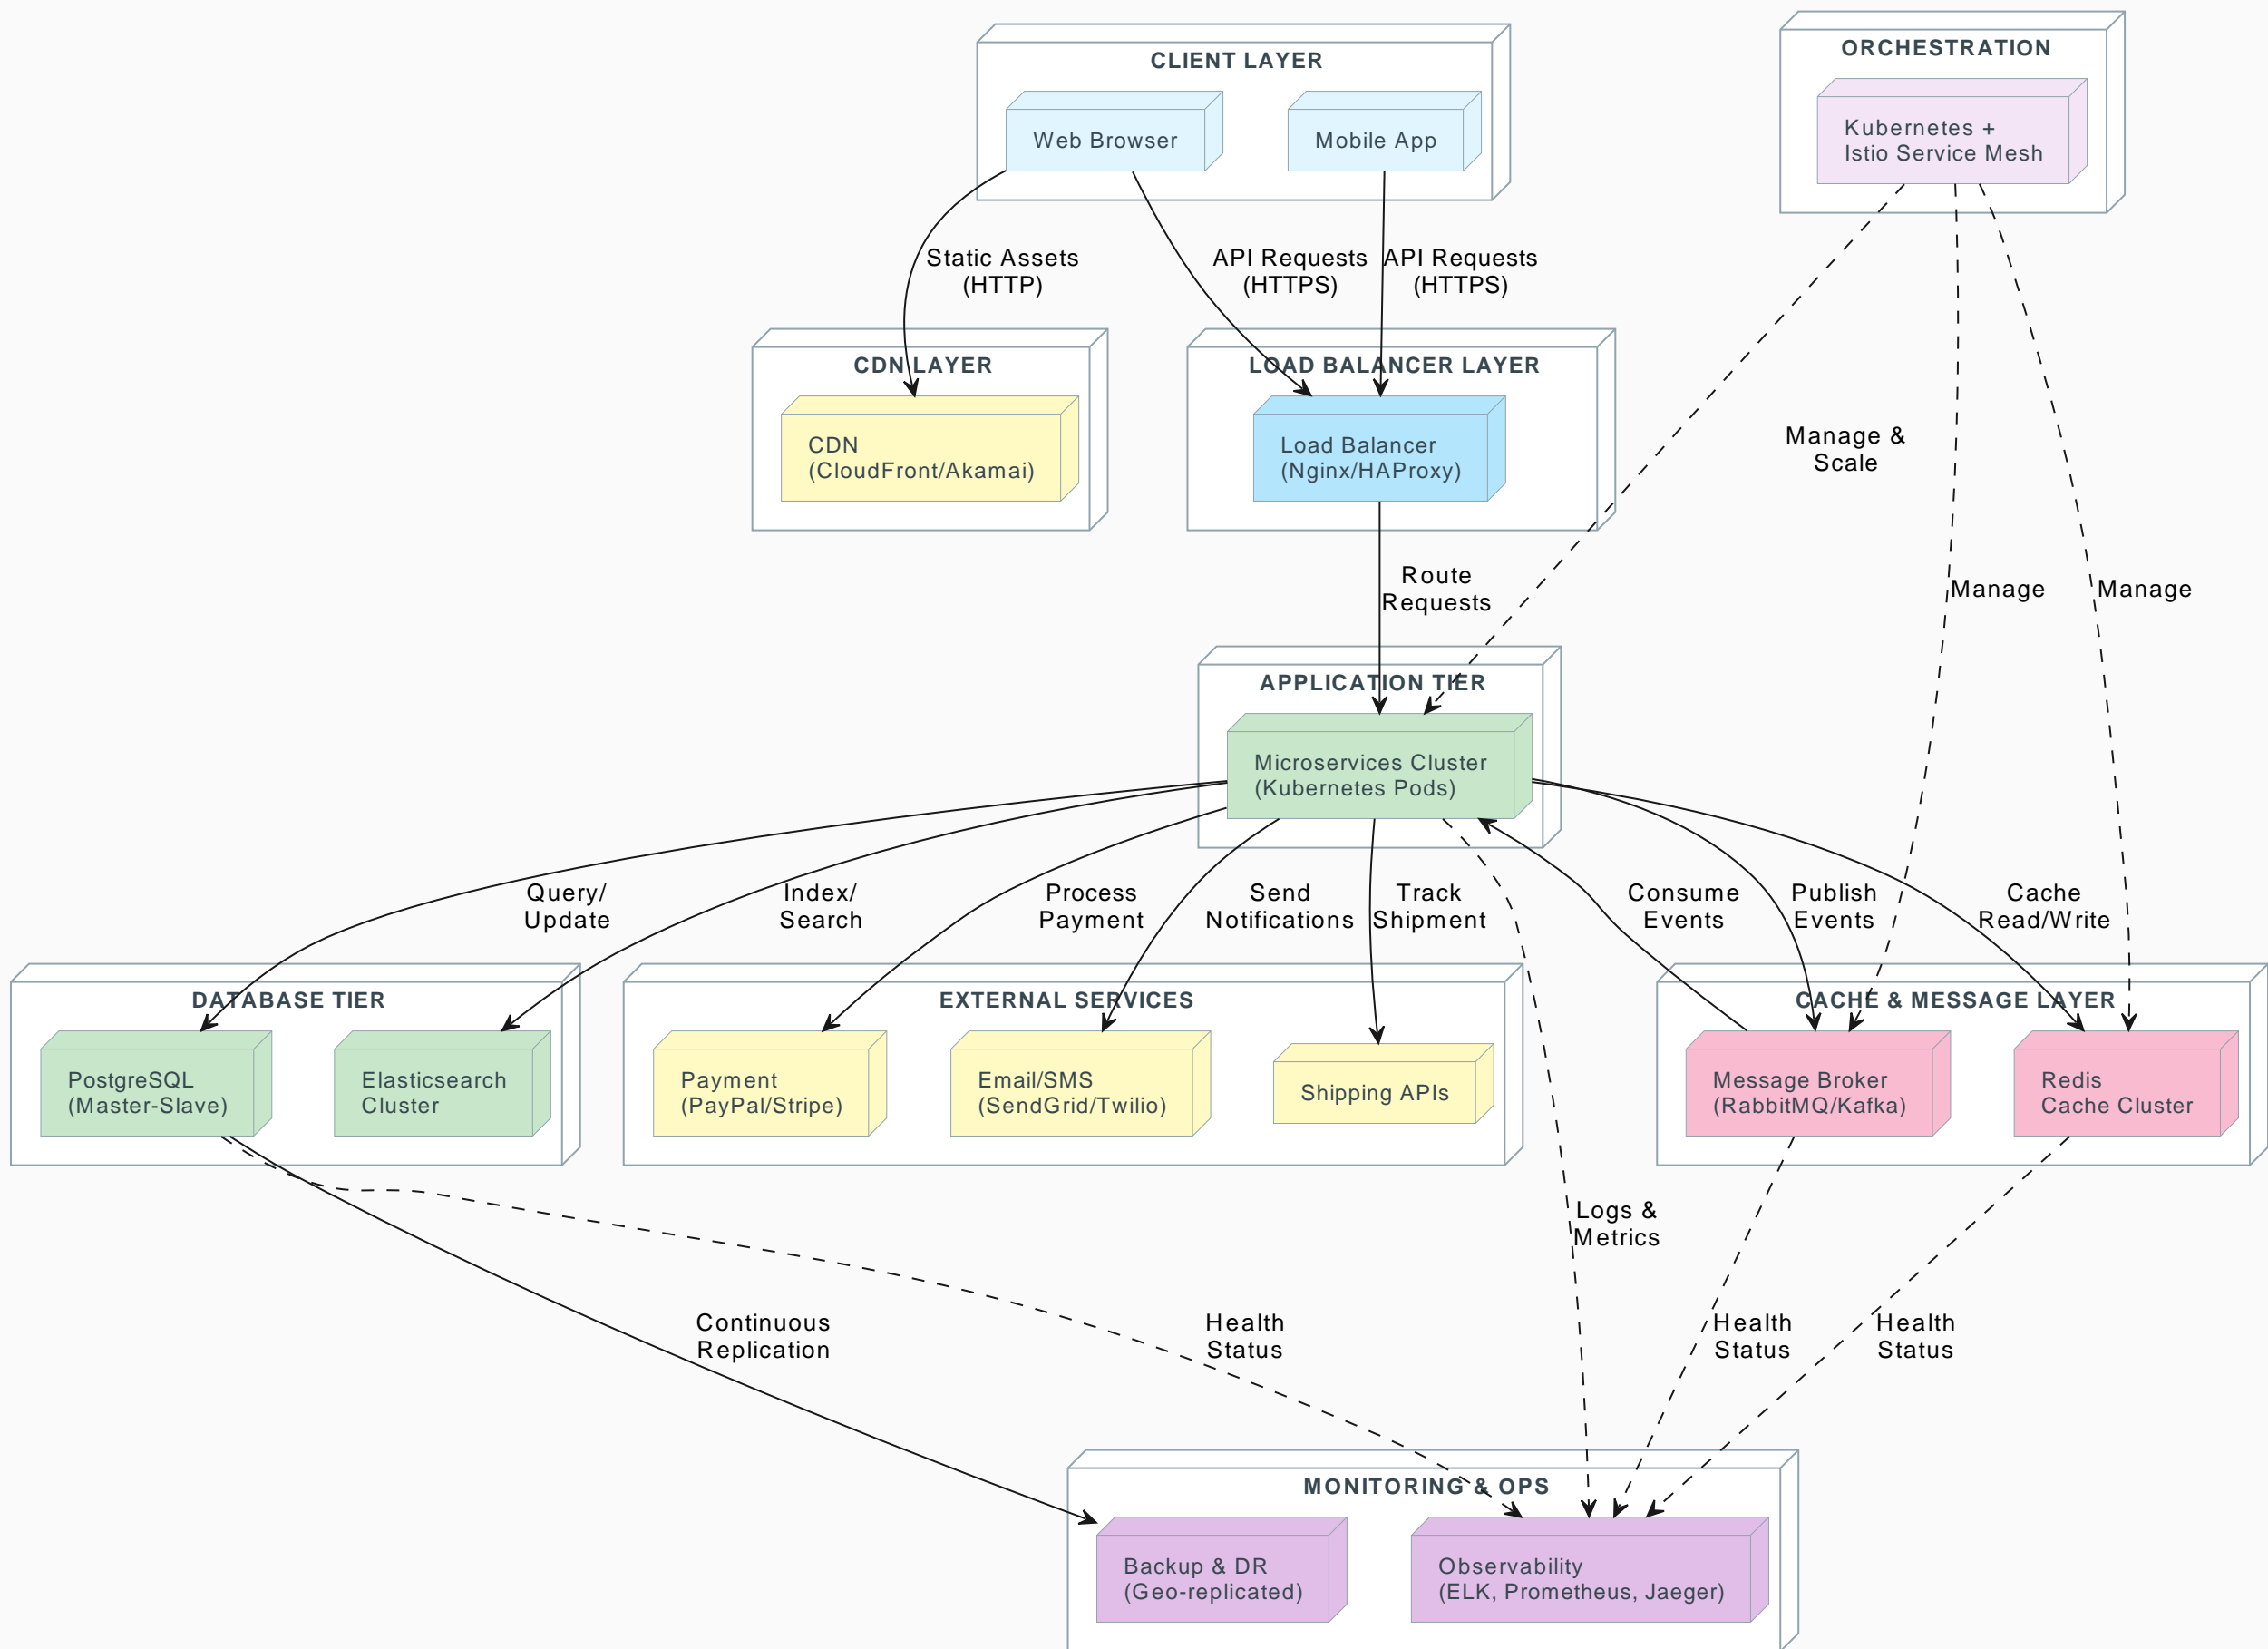 CLIENT LAYER
Web Browser
Mobile App
ORCHESTRATION
Kubernetes +
Istio Service Mesh
Static Assets
(HTTP)
API Requests
(HTTPS)
API Requests
(HTTPS)
CDN LAYER
CDN
(CloudFront/Akamai)
LOAD BALANCER LAYER
Load Balancer
(Nginx/HAProxy)
Manage &
Scale
Route
Requests
Manage
Manage
APPLICATION TIER
Microservices Cluster
(Kubernetes Pods)
Query/
Update
Index/
Search
Process
Payment
Send
Notifications
Track
Shipment
Consume
Events
Publish
Events
Cache
Read/Write
DATABASE TIER
PostgreSQL
(Master-Slave)
Elasticsearch
Cluster
EXTERNAL SERVICES
Payment
(PayPal/Stripe)
Email/SMS
(SendGrid/Twilio)
Shipping APIs
CACHE & MESSAGE LAYER
Message Broker
(RabbitMQ/Kafka)
Redis
Cache Cluster
Logs &
Metrics
Continuous
Replication
Health
Status
Health
Status
Health
Status
MONITORING & OPS
Backup & DR
(Geo-replicated)
Observability
(ELK, Prometheus, Jaeger)